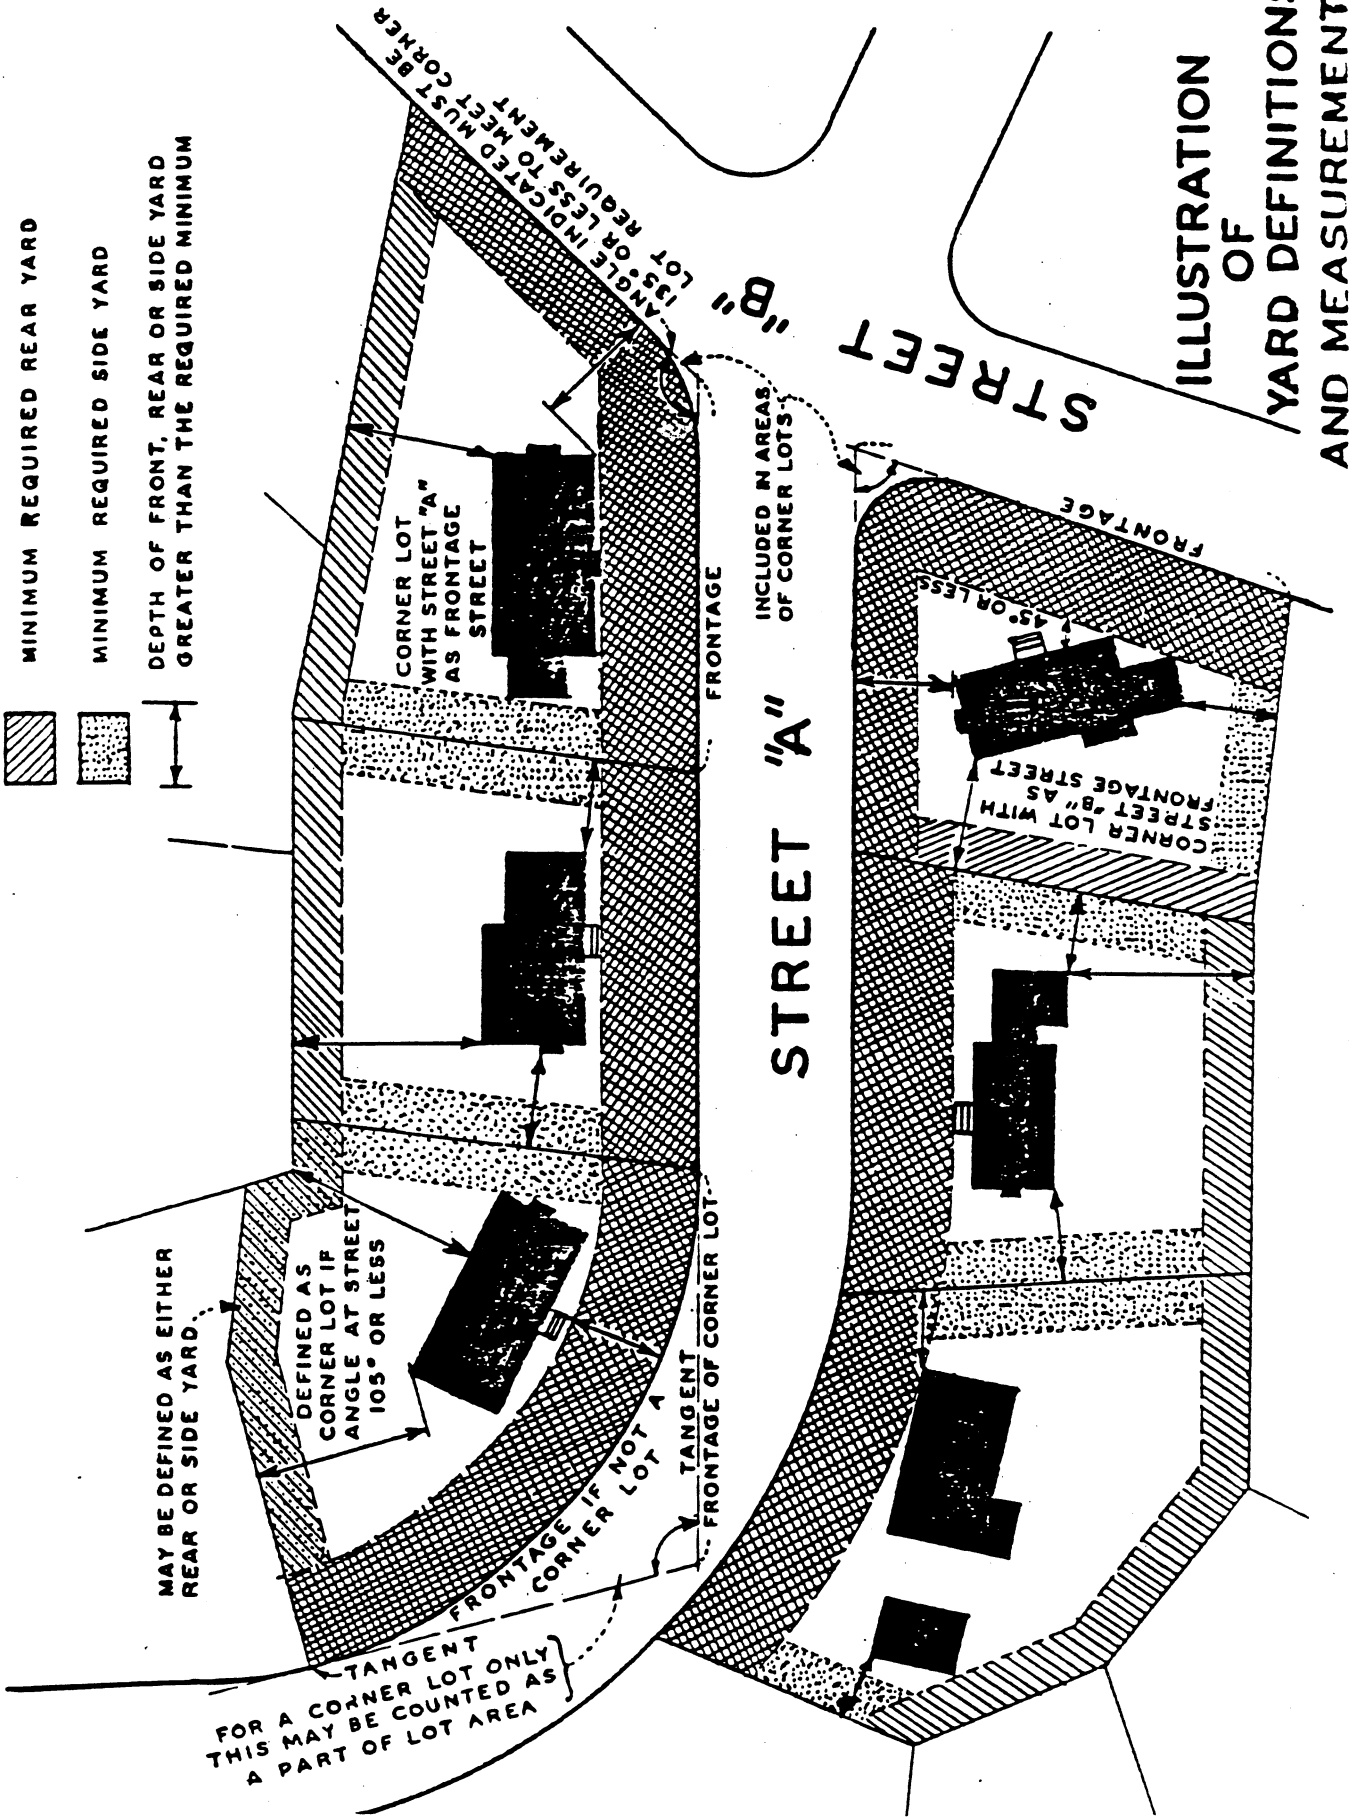 MINIMUM REQUIRED REAR YARD
MINIMUM REQUIRED SIDE YARD
DEPTH OF FRONT, REAR OR SIDE YARD
GREATER THAN THE REQUIRED MINIMUM
MAY BE DEFINED AS EITHER
REAR OR SIDE YARD.
DEFINED AS
CORNER LOT IF
ANGLE AT STREET
105° OR LESS
CORNER LOT
WITH STREET "A"
AS FRONTAGE
STREET
ANGLE INDICATED MUST BE
135° OR LESS TO MEET CORNER
LOT REQUIREMENT
FOR A CORNER LOT ONLY
THIS MAY BE COUNTED AS
A PART OF LOT AREA
TANGENT
FRONTAGE IF NOT A
CORNER LOT
TANGENT
FRONTAGE OF CORNER LOT
FRONTAGE
INCLUDED IN AREAS
OF CORNER LOTS
STREET "A"
STREET "B"
45° OR LESS
FRONTAGE
CORNER LOT WITH
STREET "B" AS
FRONTAGE STREET
ILLUSTRATION
OF
YARD DEFINITIONS
AND MEASUREMENT